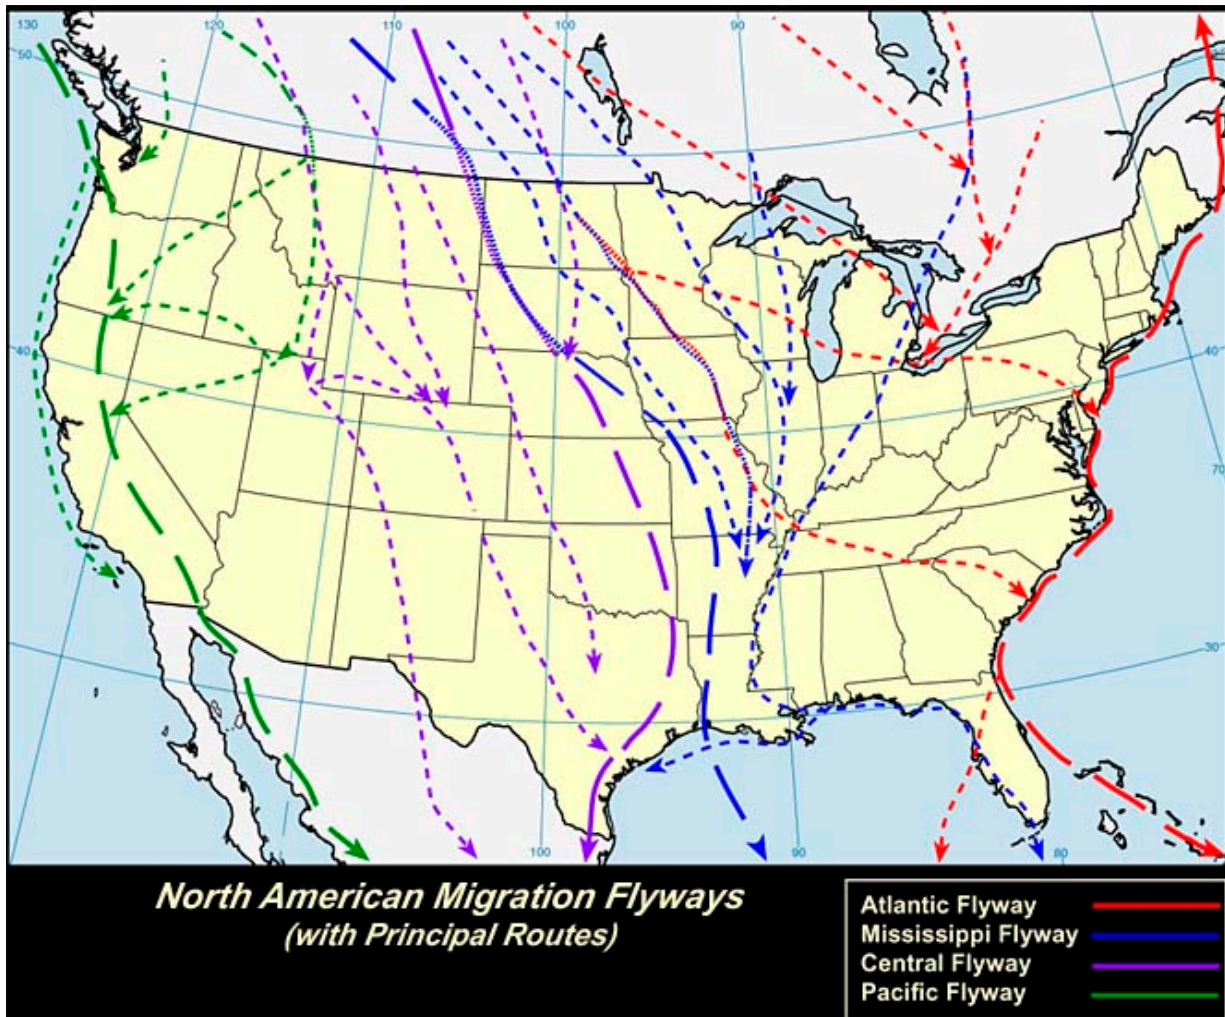 130
120
110
100
90
50
40
40
70
30
100
90
80
North American Migration Flyways
(with Principal Routes)
Atlantic Flyway
Mississippi Flyway
Central Flyway
Pacific Flyway